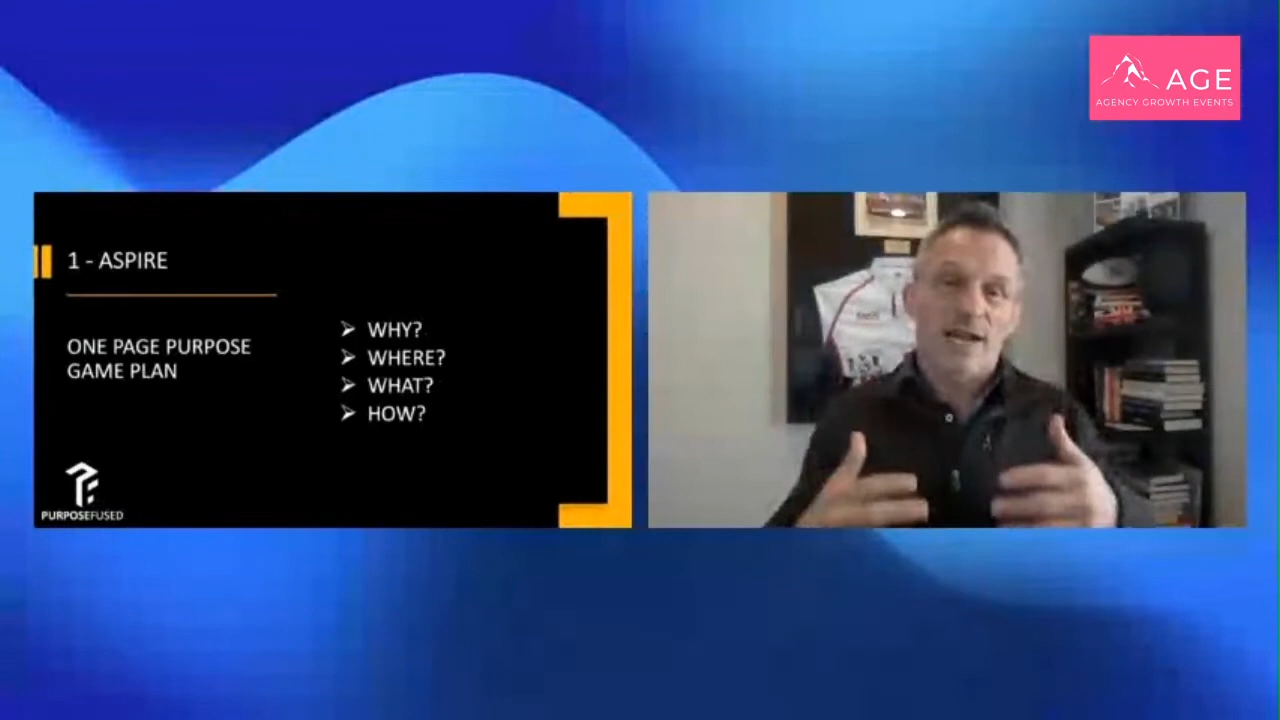 AGE
AGENCY GROWTH EVENTS
1 - ASPIRE
ONE PAGE PURPOSE
GAME PLAN
➢ WHY?
➢ WHERE?
➢ WHAT?
➢ HOW?
PURPOSEFUSED